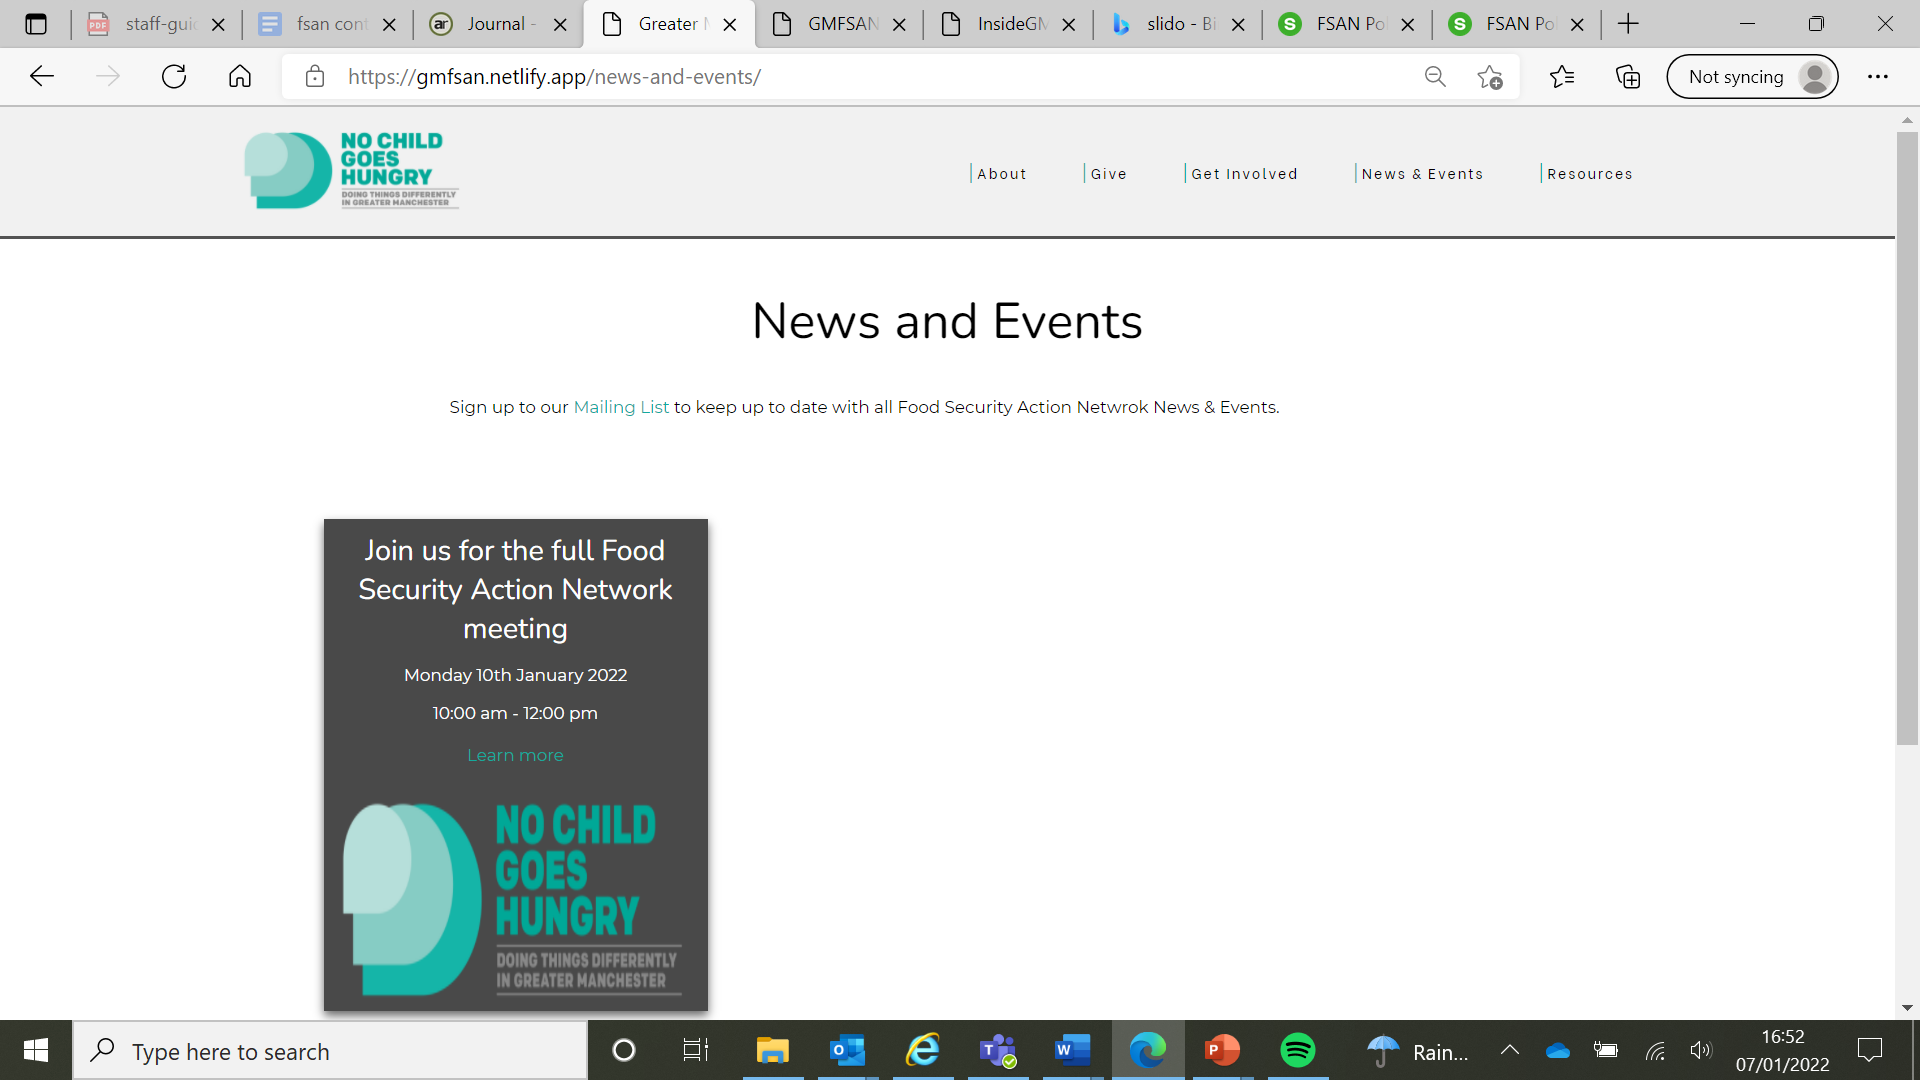 staff-gui
fsan cont
ar
Journal -
Greater
GMFSAN
InsideGM
slido - Bi
FSAN Po
FSAN Po
https://gmfsan.netlify.app/news-and-events/
Not syncing
NO CHILD
GOES
HUNGRY
DOING THINGS DIFFERENTLY
IN GREATER MANCHESTER
About
Give
Get Involved
News & Events
Resources
News and Events
Sign up to our Mailing List to keep up to date with all Food Security Action Netwrok News & Events.
Join us for the full Food
Security Action Network
meeting
Monday 10th January 2022
10:00 am - 12:00 pm
Learn more
NO CHILD
GOES
HUNGRY
DOING THINGS DIFFERENTLY
IN GREATER MANCHESTER
Type here to search
Rain...
16:52
07/01/2022